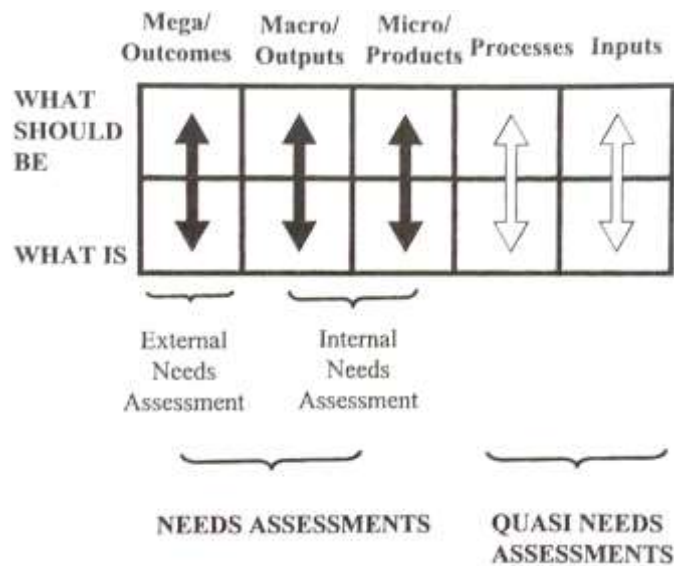 Mega/ Macro/ Micro/
Outcomes Outputs Products Processes Inputs
WHAT
SHOULD
BE
WHAT IS
External
Needs
Assessment
Internal
Needs
Assessment
NEEDS ASSESSMENTS
QUASI NEEDS
ASSESSMENTS